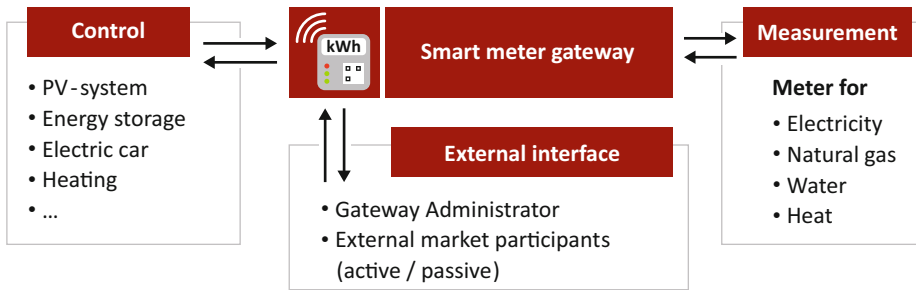 Control
• PV-system
• Energy storage
• Electric car
• Heating
• ...
kWh
Smart meter gateway
External interface
• Gateway Administrator
• External market participants
(active / passive)
Measurement
Meter for
• Electricity
• Natural gas
• Water
• Heat